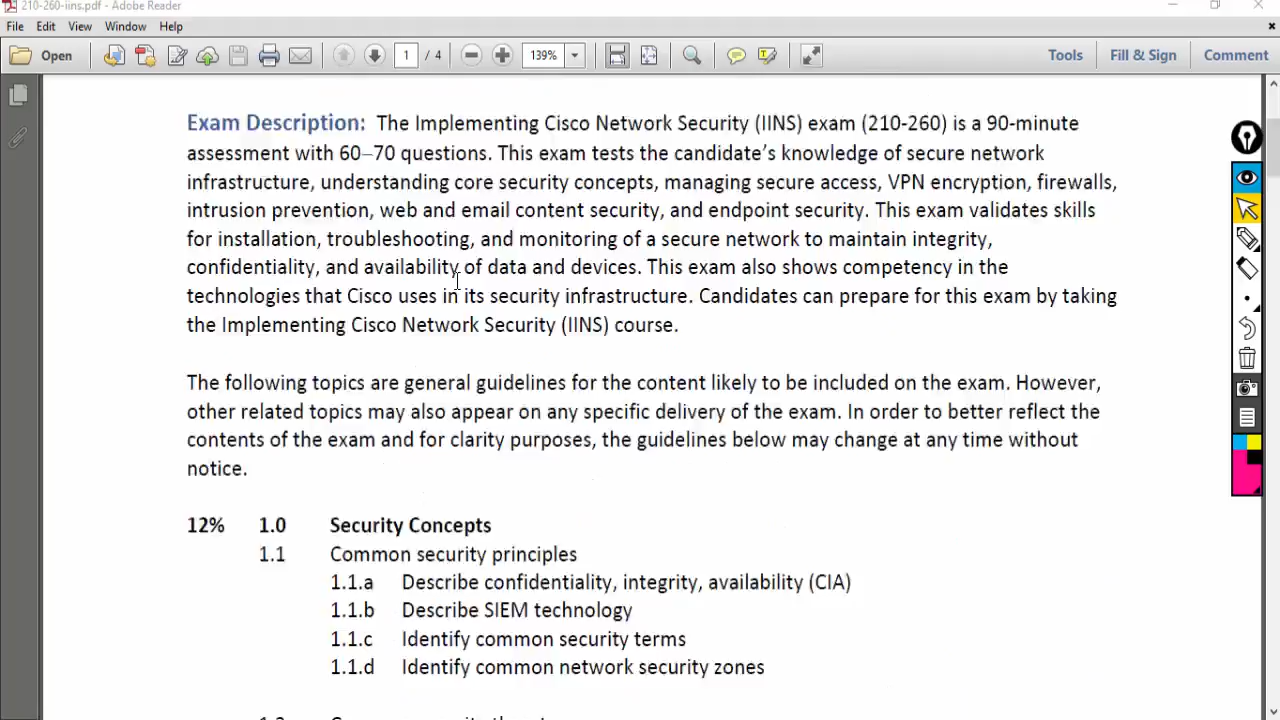 210-260-iins.pdf - Adobe Reader
File Edit View Window Help
Open 1 / 4 139% Tools Fill & Sign Comment
Exam Description: The Implementing Cisco Network Security (IINS) exam (210-260) is a 90-minute
assessment with 60–70 questions. This exam tests the candidate’s knowledge of secure network
infrastructure, understanding core security concepts, managing secure access, VPN encryption, firewalls,
intrusion prevention, web and email content security, and endpoint security. This exam validates skills
for installation, troubleshooting, and monitoring of a secure network to maintain integrity,
confidentiality, and availability of data and devices. This exam also shows competency in the
technologies that Cisco uses in its security infrastructure. Candidates can prepare for this exam by taking
the Implementing Cisco Network Security (IINS) course.
The following topics are general guidelines for the content likely to be included on the exam. However,
other related topics may also appear on any specific delivery of the exam. In order to better reflect the
contents of the exam and for clarity purposes, the guidelines below may change at any time without
notice.
12% 1.0 Security Concepts
1.1 Common security principles
1.1.a Describe confidentiality, integrity, availability (CIA)
1.1.b Describe SIEM technology
1.1.c Identify common security terms
1.1.d Identify common network security zones